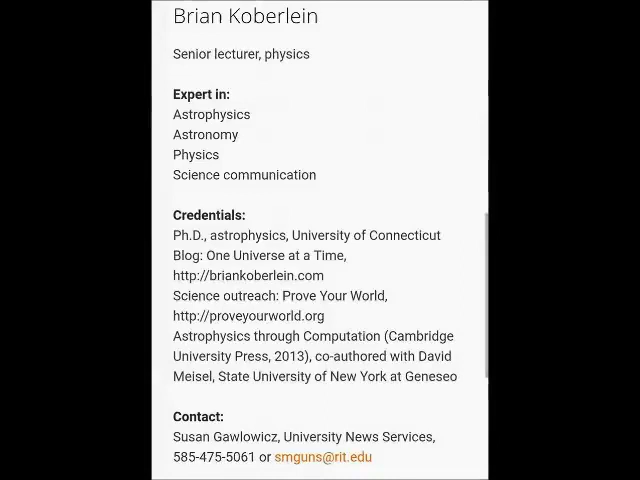 Brian Koberlein
Senior lecturer, physics
Expert in:
Astrophysics
Astronomy
Physics
Science communication
Credentials:
Ph.D., astrophysics, University of Connecticut
Blog: One Universe at a Time,
http://briankoberlein.com
Science outreach: Prove Your World,
http://proveyourworld.org
Astrophysics through Computation (Cambridge
University Press, 2013), co-authored with David
Meisel, State University of New York at Geneseo
Contact:
Susan Gawlowicz, University News Services,
585-475-5061 or smguns@rit.edu